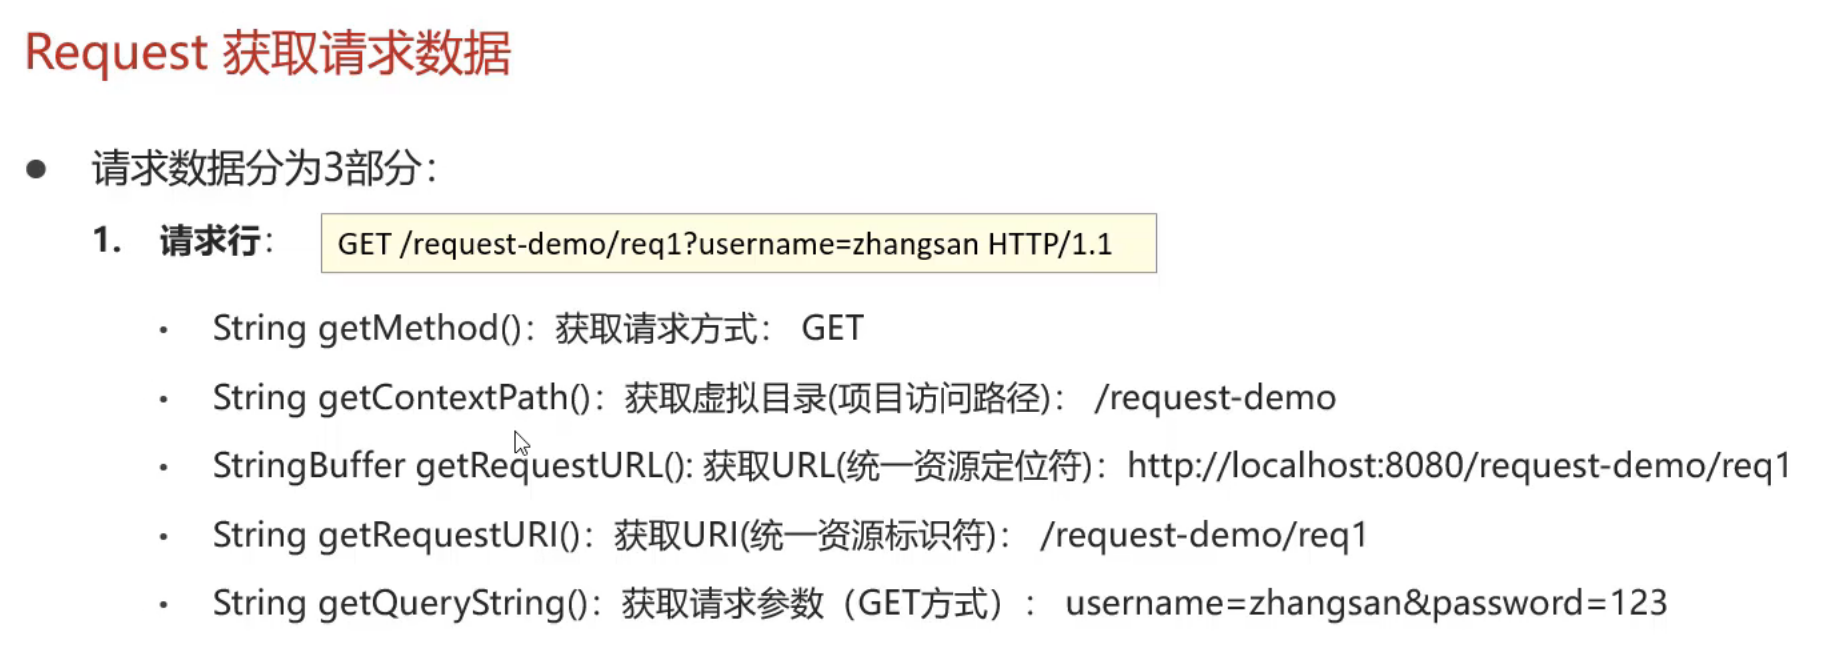 Request 获取请求数据
● 请求数据分为3部分：
1. 请求行： GET /request-demo/req1?username=zhangsan HTTP/1.1
• String getMethod()：获取请求方式： GET
• String getContextPath()：获取虚拟目录(项目访问路径)： /request-demo
• StringBuffer getRequestURL(): 获取URL(统一资源定位符)：http://localhost:8080/request-demo/req1
• String getRequestURI()：获取URI(统一资源标识符)： /request-demo/req1
• String getQueryString()：获取请求参数（GET方式）： username=zhangsan&password=123